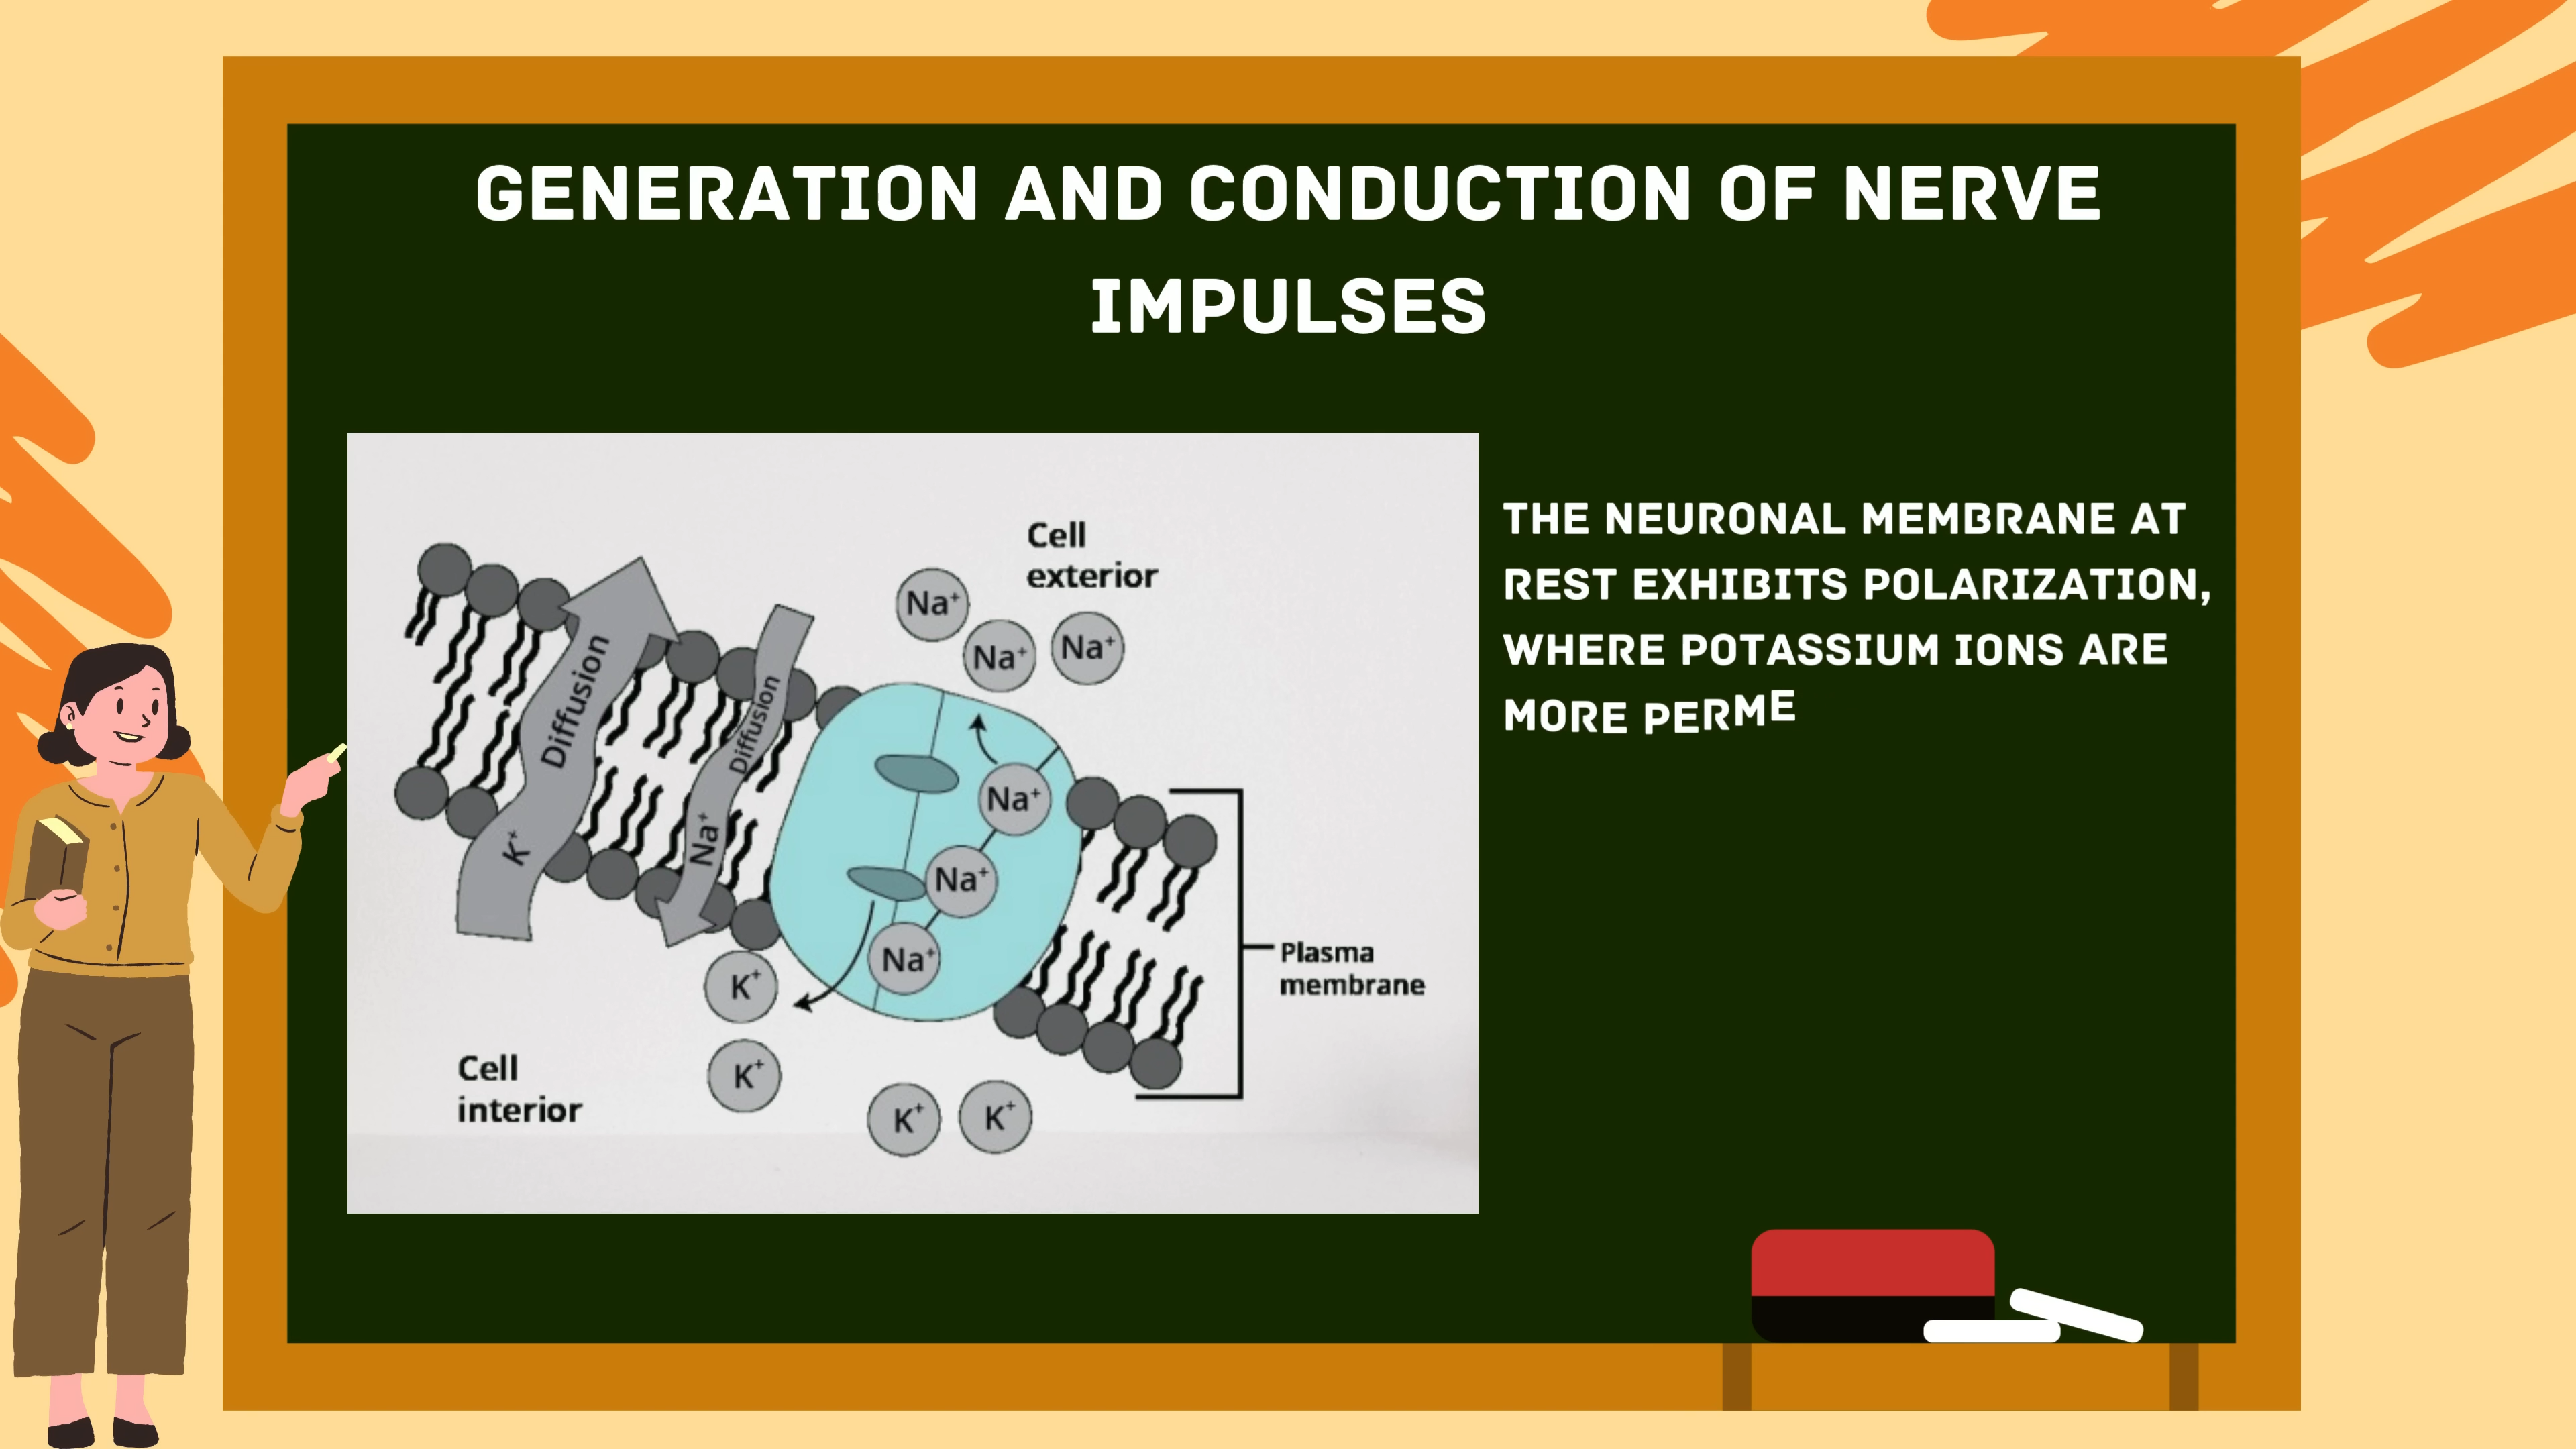 GENERATION AND CONDUCTION OF NERVE
IMPULSES
THE NEURONAL MEMBRANE AT
REST EXHIBITS POLARIZATION,
WHERE POTASSIUM IONS ARE
MORE PERME
Cell
exterior
Na⁺
Na⁺
Na⁺
Diffusion
K⁺
Diffusion
Na⁺
Na⁺
Na⁺
Na⁺
Plasma
membrane
K⁺
K⁺
K⁺
K⁺
Cell
interior